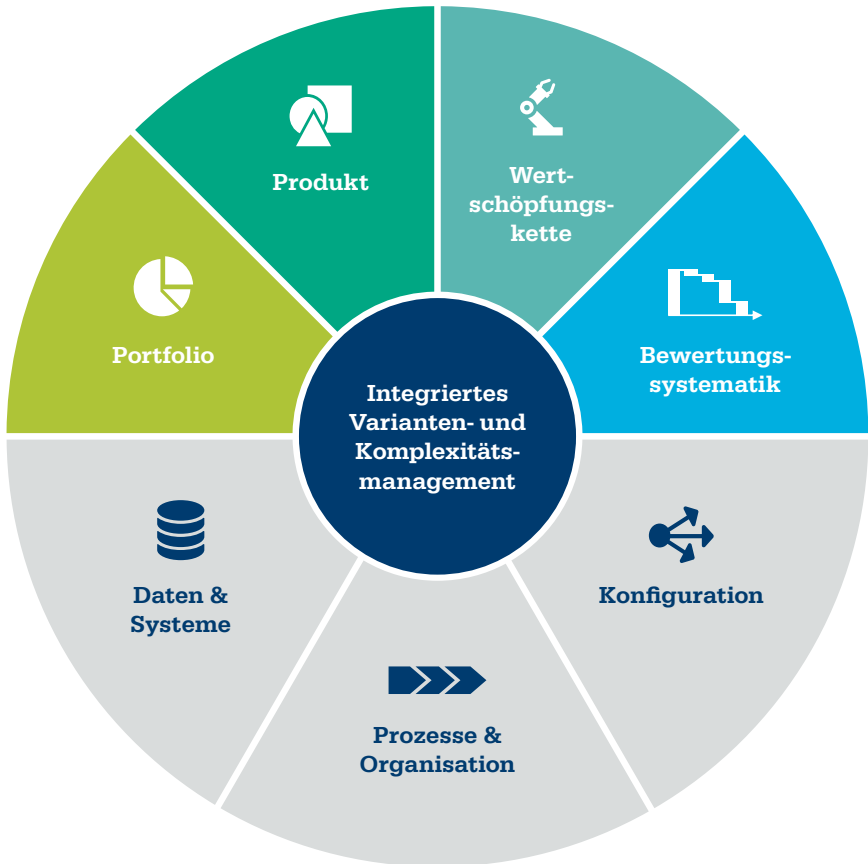 Produkt
Wert-
schöpfungs-
kette
Portfolio
Bewertungs-
systematik
Integriertes
Varianten- und
Komplexitäts-
management
Daten &
Systeme
Konfiguration
Prozesse &
Organisation